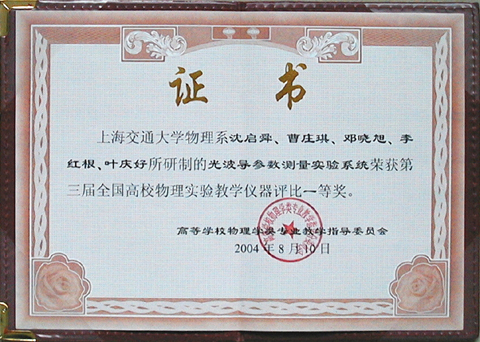 证书
上海交通大学物理系沈启舜、曹庄琪、邓晓旭、李
红根、叶庆好所研制的光波导参数测量实验系统荣获第
三届全国高校物理实验教学仪器评比一等奖。
高等学校物理学类专业教学指导委员会
2004年8月10日